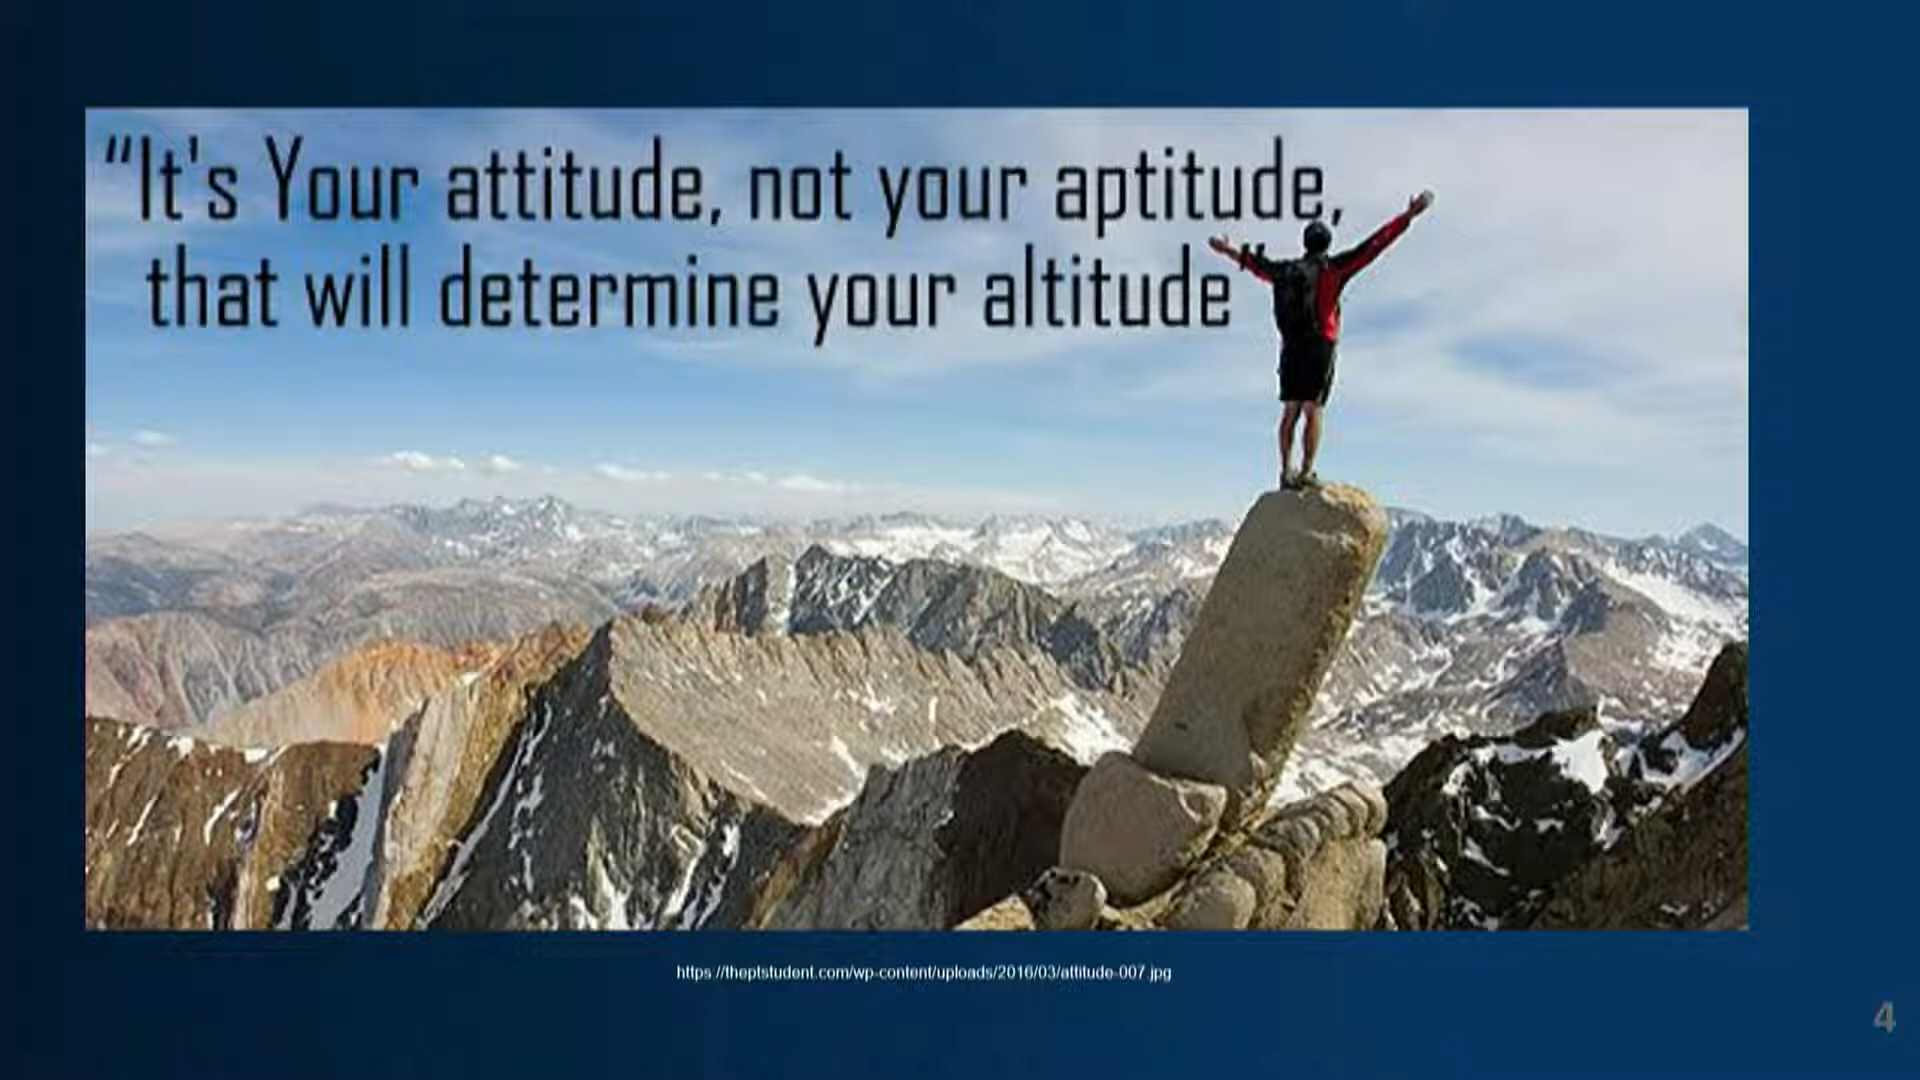 “It's Your attitude, not your aptitude,
that will determine your altitude”
https://theptstudent.com/wp-content/uploads/2016/03/attitude-007.jpg
4